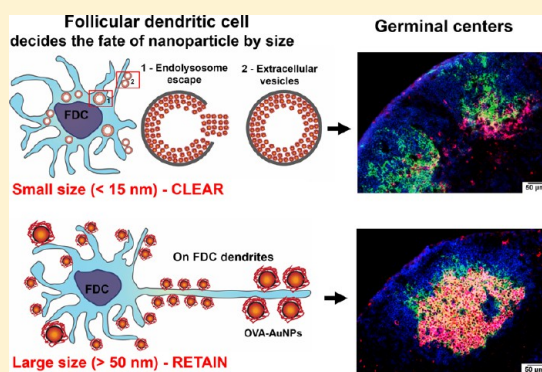 Follicular dendritic cell
decides the fate of nanoparticle by size
Germinal centers
1 - Endolysosome
escape
2 - Extracellular
vesicles
2
1
FDC
Small size (< 15 nm) - CLEAR
50 µm
On FDC dendrites
FDC
OVA-AuNPs
Large size (> 50 nm) - RETAIN
50 µm